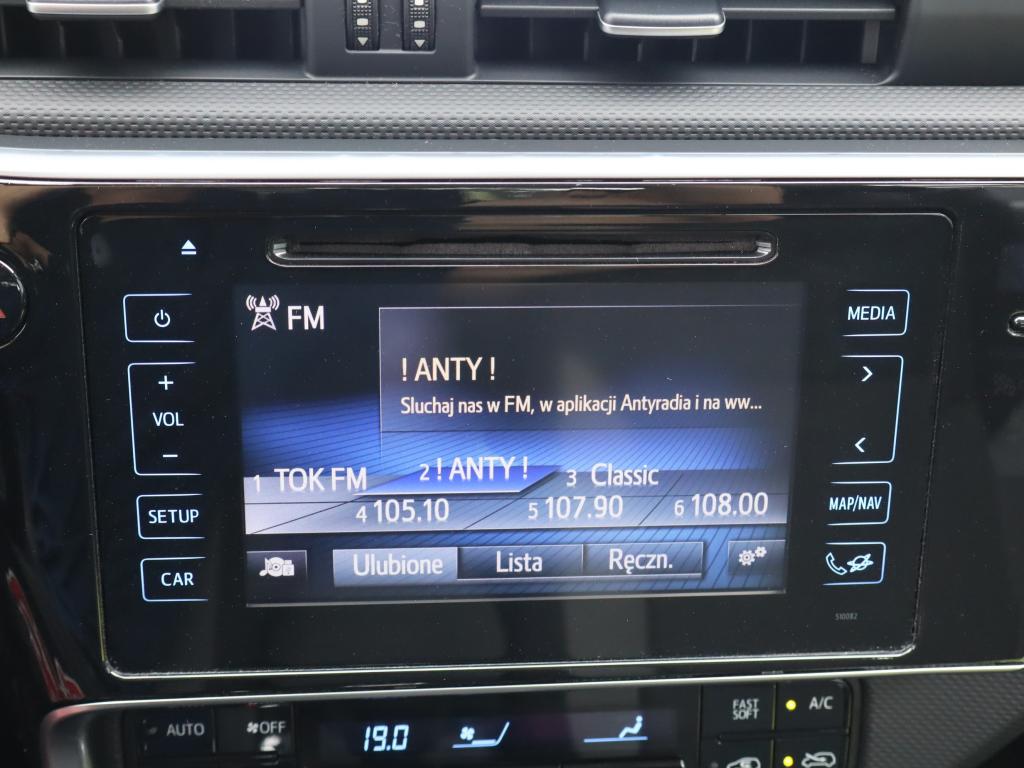 FM
MEDIA
! ANTY !
+
VOL
−
Sluchaj nas w FM, w aplikacji Antyradia i na ww...
1 TOK FM
2 ! ANTY !
3 Classic
4 105.10
5 107.90
6 108.00
SETUP
MAP/NAV
CAR
Ulubione
Lista
Ręczn.
510082
AUTO
OFF
19.0
FAST
SOFT
A/C